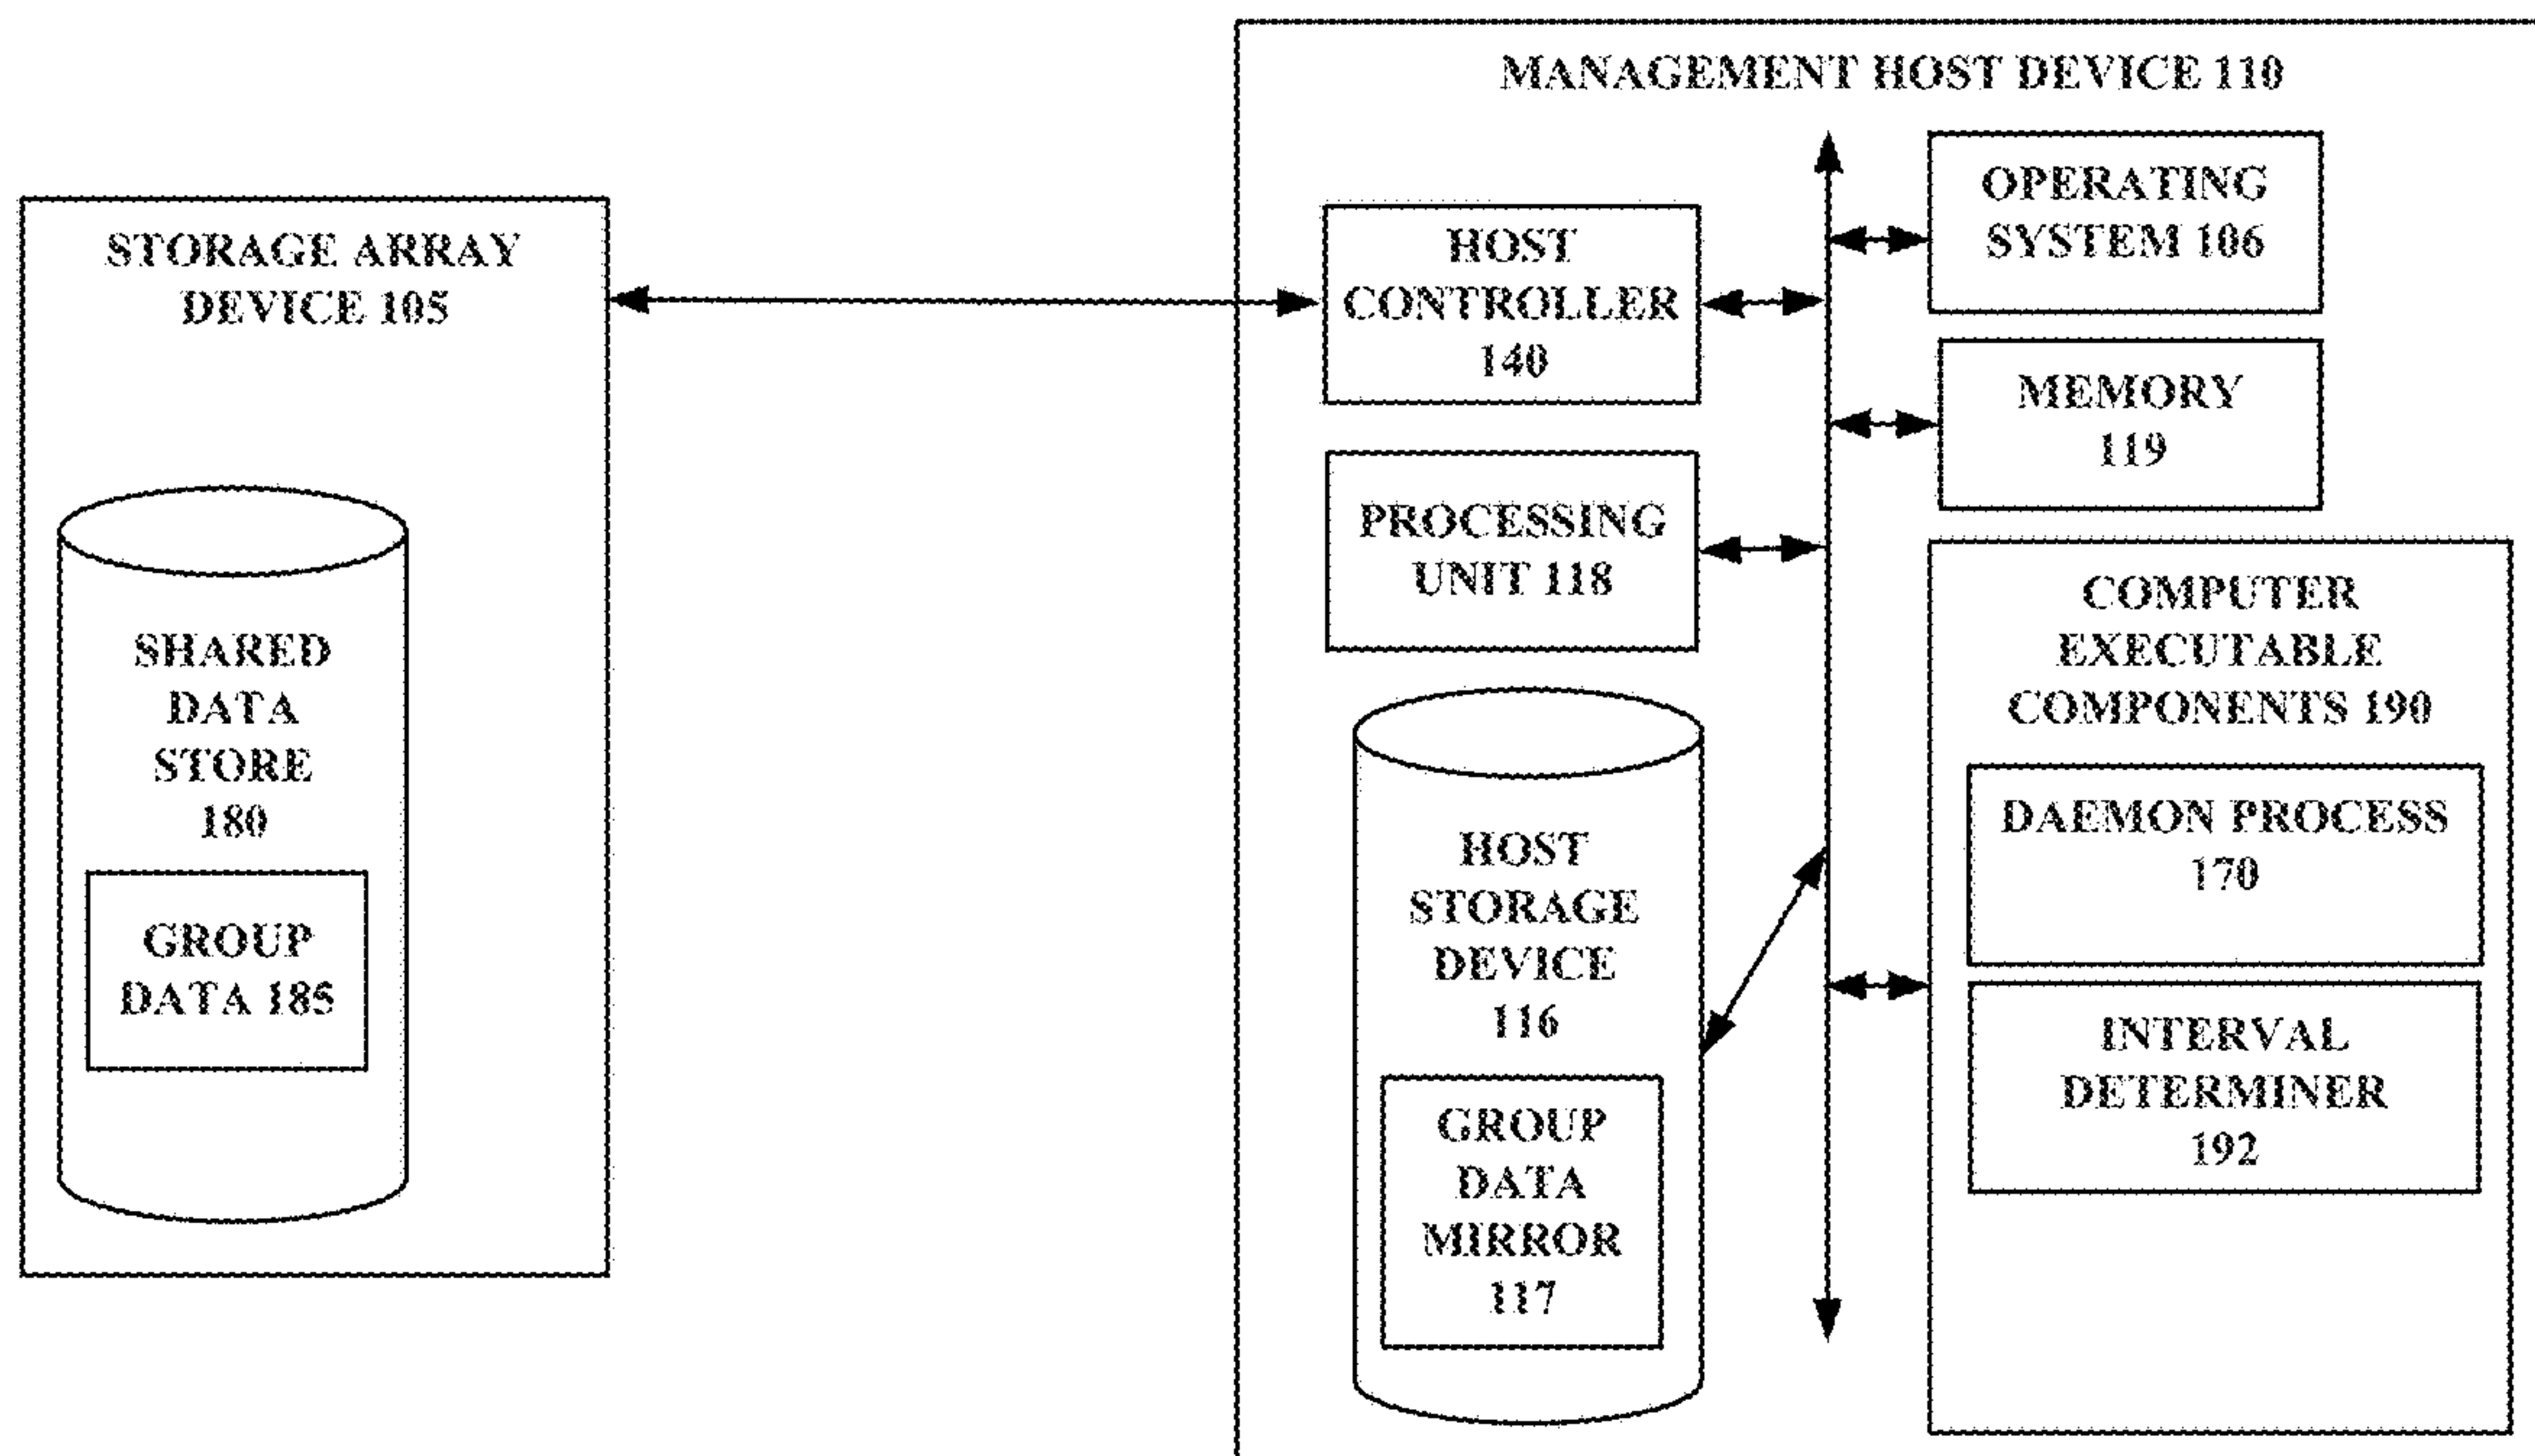 MANAGEMENT HOST DEVICE 110
STORAGE ARRAY
DEVICE 105
SHARED
DATA
STORE
180
GROUP
DATA 185
HOST
CONTROLLER
140
PROCESSING
UNIT 118
HOST
STORAGE
DEVICE
116
GROUP
DATA
MIRROR
117
OPERATING
SYSTEM 106
MEMORY
119
COMPUTER
EXECUTABLE
COMPONENTS 190
DAEMON PROCESS
170
INTERVAL
DETERMINER
192